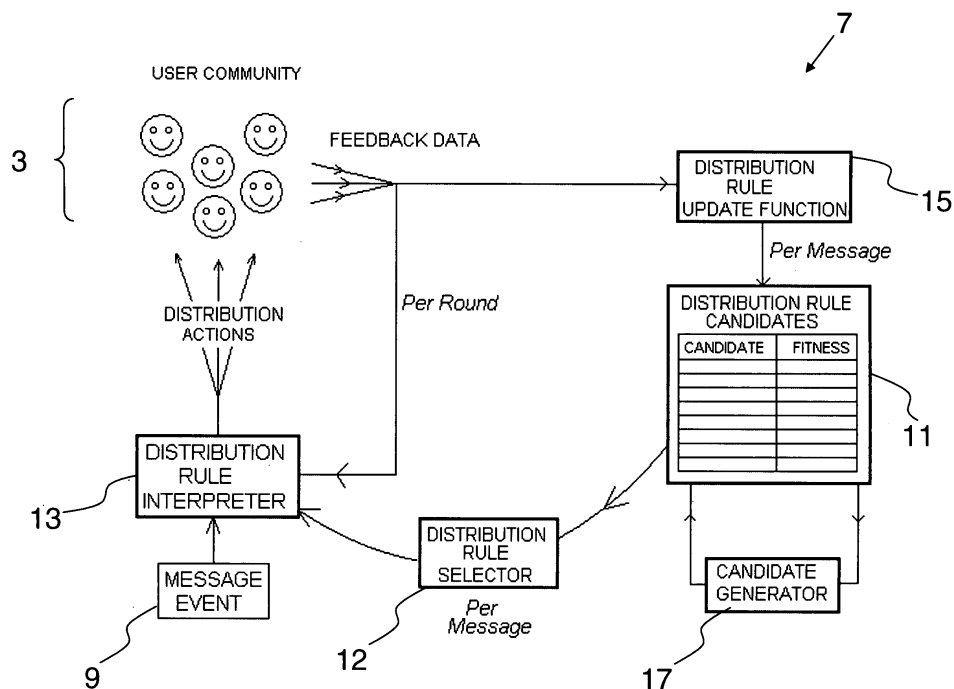 7
USER COMMUNITY
3
FEEDBACK DATA
DISTRIBUTION
RULE
UPDATE FUNCTION
15
Per Message
DISTRIBUTION RULE
CANDIDATES
CANDIDATE
FITNESS
11
Per Round
DISTRIBUTION
ACTIONS
DISTRIBUTION
RULE
INTERPRETER
13
DISTRIBUTION
RULE
SELECTOR
12
Per
Message
MESSAGE
EVENT
9
CANDIDATE
GENERATOR
17